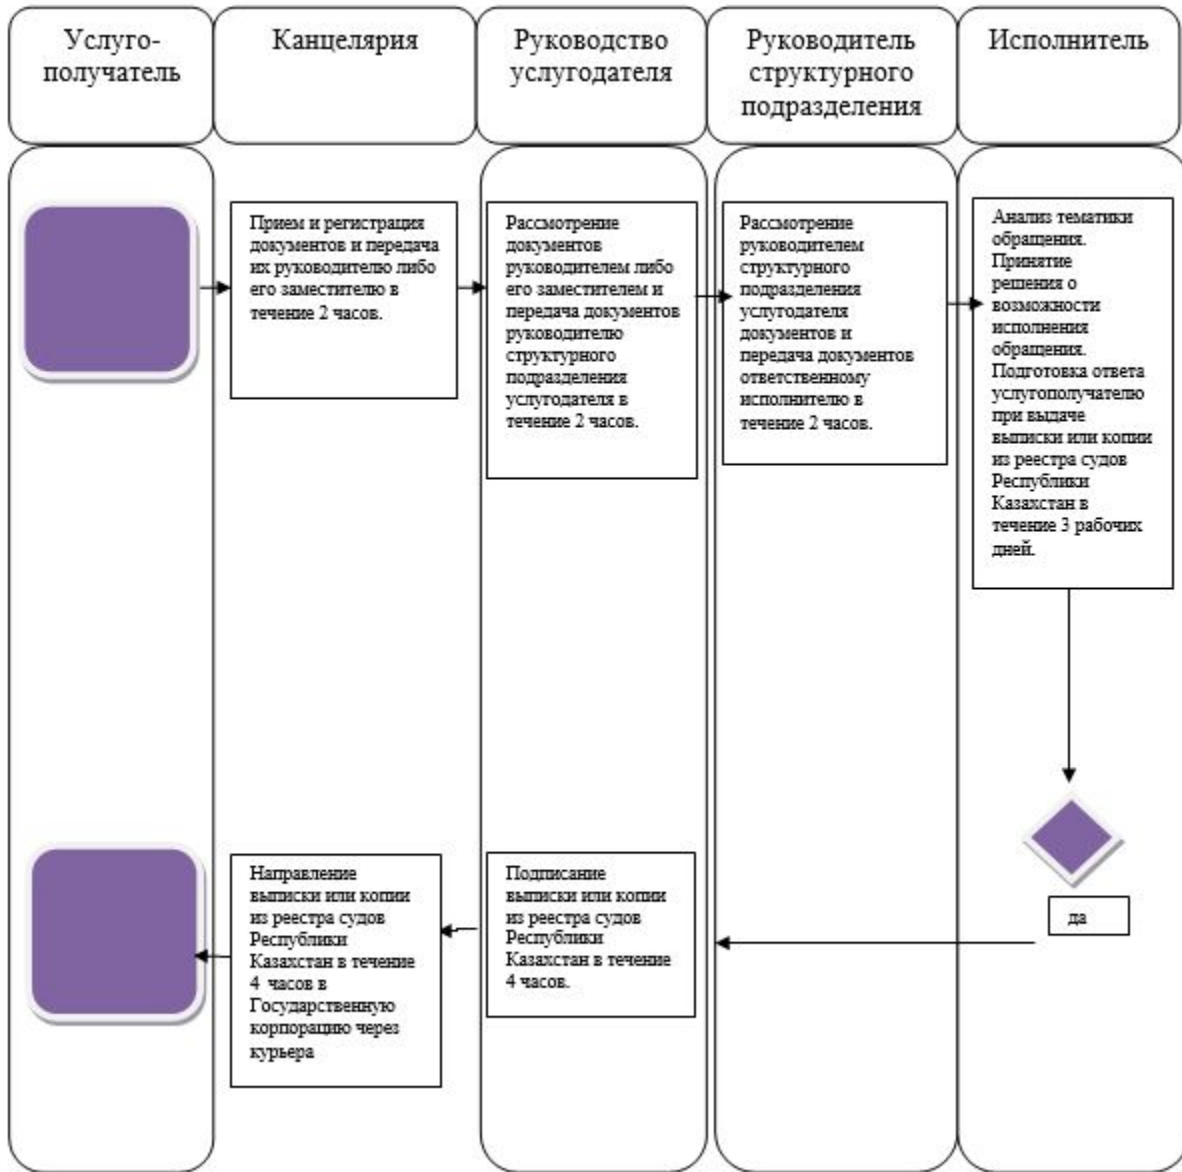 Услуго-
получатель
Канцелярия
Руководство
услугодателя
Руководитель
структурного
подразделения
Исполнитель
Прием и регистрация
документов и передача
их руководителю либо
его заместителю в
течение 2 часов.
Рассмотрение
документов
руководителем либо
его заместителем и
передача документов
руководителю
структурного
подразделения
услугодателя в
течение 2 часов.
Рассмотрение
руководителем
структурного
подразделения
услугодателя
документов и
передача документов
ответственному
исполнителю в
течение 2 часов.
Анализ тематики
обращения.
Принятие
решения о
возможности
исполнения
обращения.
Подготовка ответа
услугополучателю
при выдаче
выписки или копии
из реестра судов
Республики
Казахстан в
течение 3 рабочих
дней.
Направление
выписки или копии
из реестра судов
Республики
Казахстан в течение
4 часов в
Государственную
корпорацию через
курьера
Подписание
выписки или копии
из реестра судов
Республики
Казахстан в течение
4 часов.
да